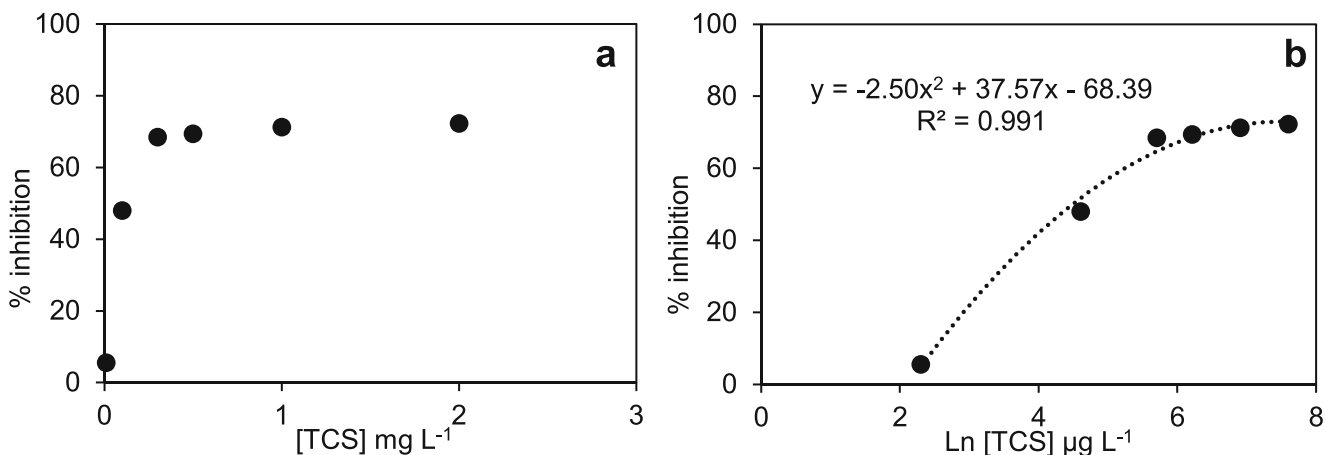 100
80
60
40
20
0
% inhibition
a
0
1
2
3
[TCS] mg L⁻¹
100
80
60
40
20
0
% inhibition
b
y = -2.50x² + 37.57x - 68.39
R² = 0.991
0
2
4
6
8
Ln [TCS] µg L⁻¹